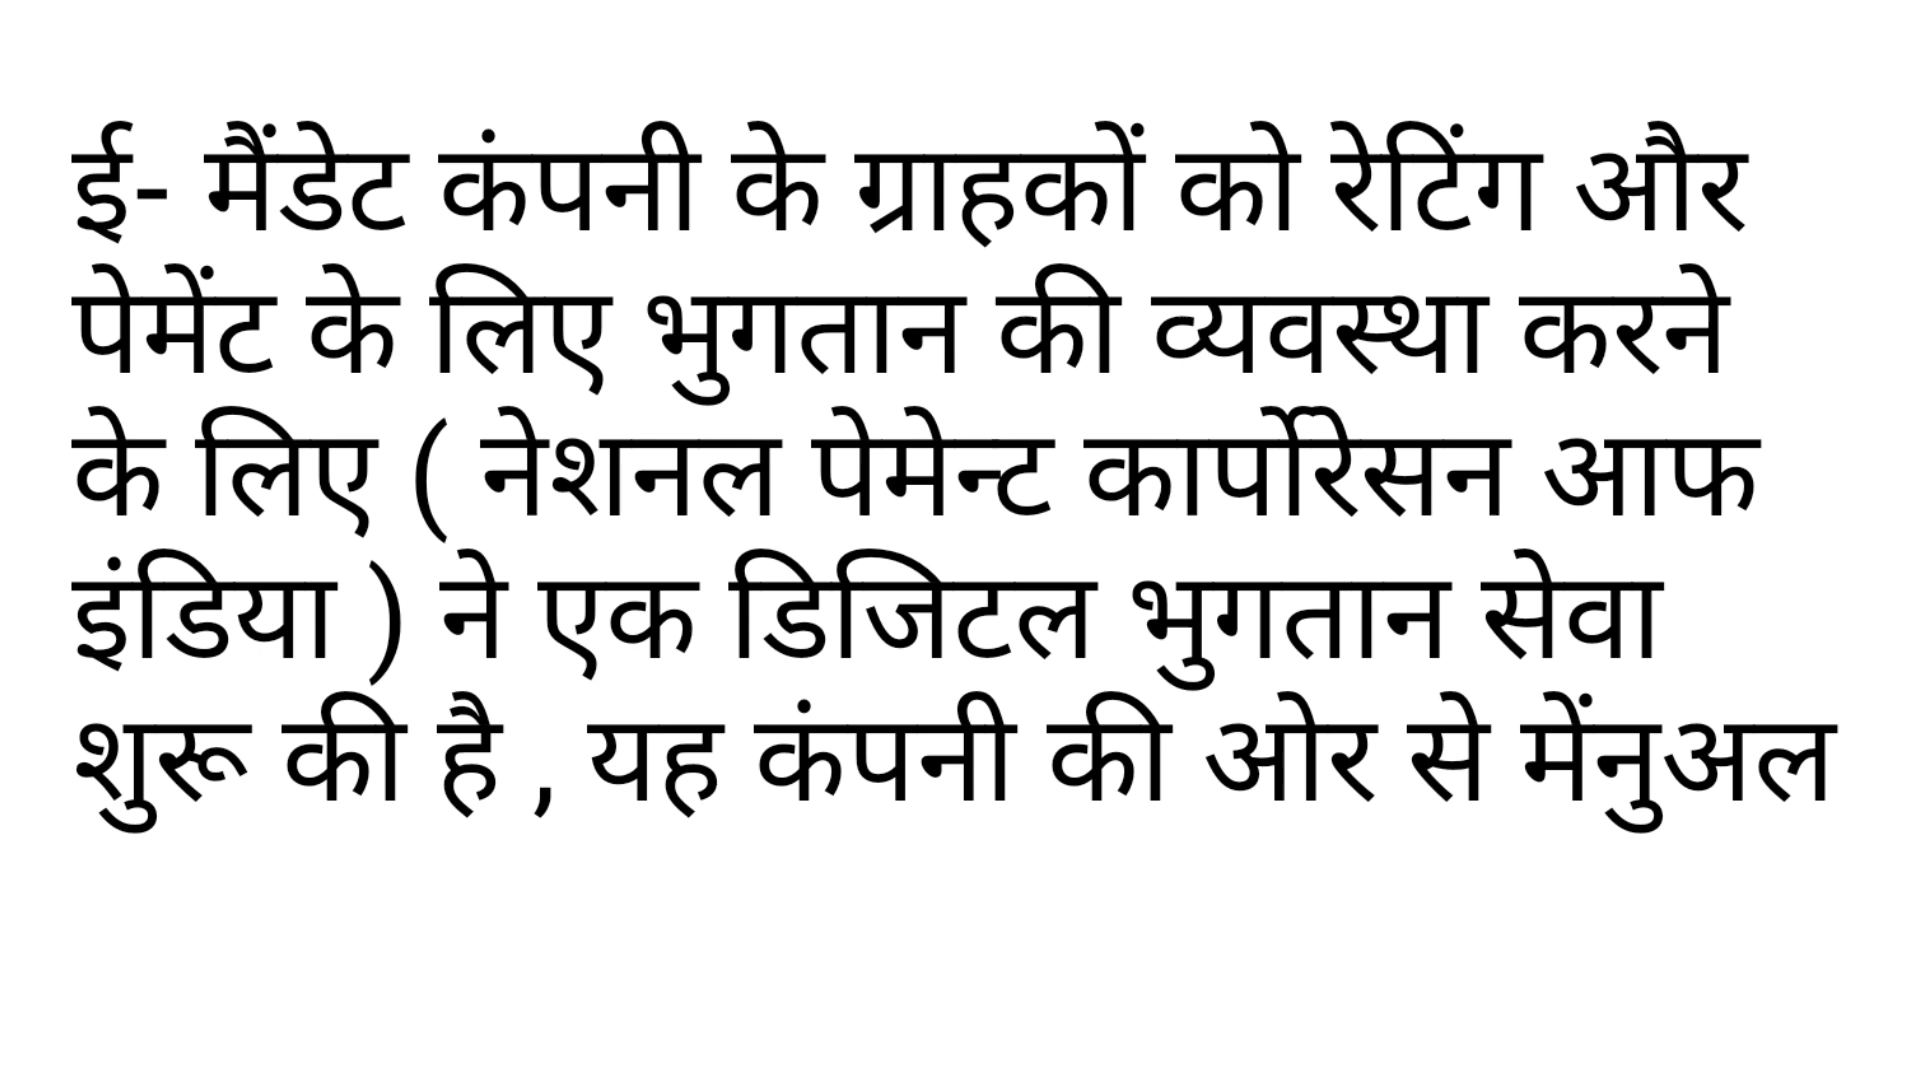 ई- मैंडेट कंपनी के ग्राहकों को रेटिंग और
पेमेंट के लिए भुगतान की व्यवस्था करने
के लिए ( नेशनल पेमेन्ट कार्पोरेसन आफ
इंडिया ) ने एक डिजिटल भुगतान सेवा
शुरू की है , यह कंपनी की ओर से मेंनुअल